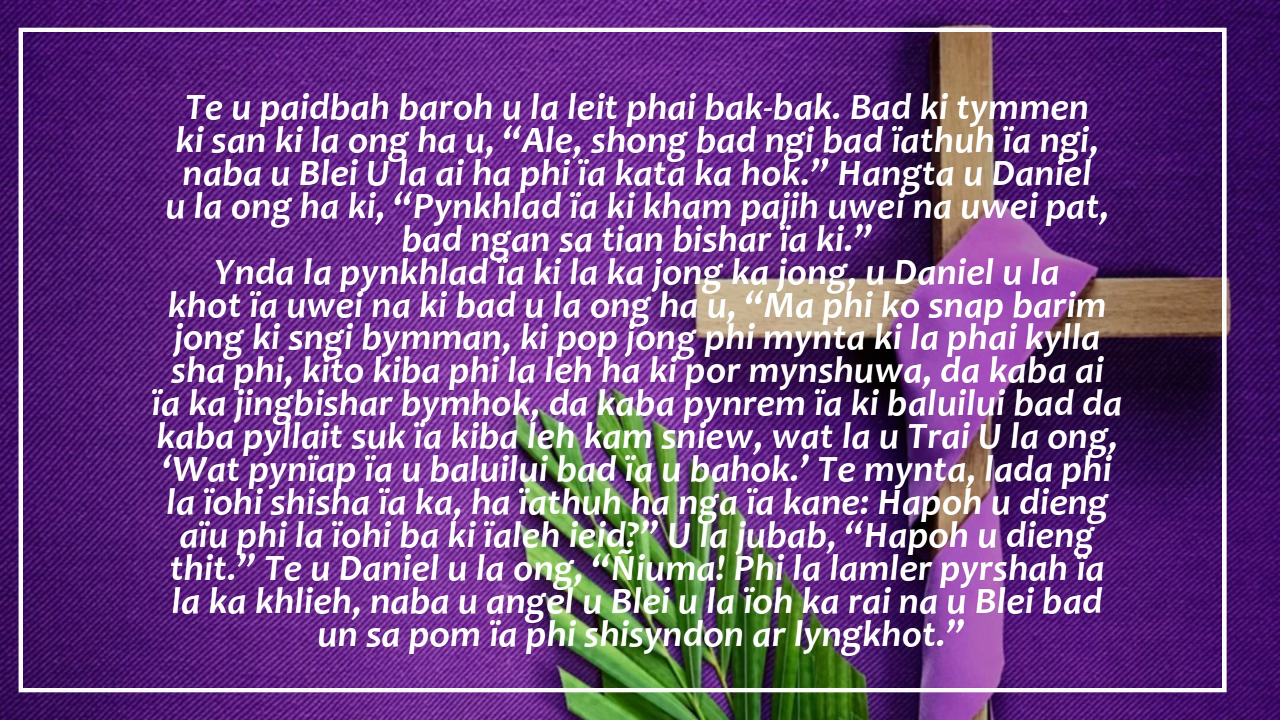 Te u paidbah baroh u la leit phai bak-bak. Bad ki tymmen
ki san ki la ong ha u, “Ale, shong bad ngi bad ïathuh ïa ngi,
naba u Blei U la ai ha phi ïa kata ka hok.” Hangta u Daniel
u la ong ha ki, “Pynkhlad ïa ki kham pajih uwei na uwei pat,
bad ngan sa tian bishar ïa ki.”
Ynda la pynkhlad ïa ki la ka jong ka jong, u Daniel u la
khot ïa uwei na ki bad u la ong ha u, “Ma phi ko snap barim
jong ki sngi bymman, ki pop jong phi mynta ki la phai kylla
sha phi, kito kiba phi la leh ha ki por mynshuwa, da kaba ai
ïa ka jingbishar bymhok, da kaba pynrem ïa ki baluilui bad da
kaba pyllait suk ïa kiba leh kam sniew, wat la u Trai U la ong,
‘Wat pynïap ïa u baluilui bad ïa u bahok.’ Te mynta, lada phi
la ïohi shisha ïa ka, ha ïathuh ha nga ïa kane: Hapoh u dieng
aïu phi la ïohi ba ki ïaleh ieid?” U la jubab, “Hapoh u dieng
thit.” Te u Daniel u la ong, “Ñiuma! Phi la lamler pyrshah ïa
la ka khlieh, naba u angel u Blei u la ïoh ka rai na u Blei bad
un sa pom ïa phi shisyndon ar lyngkhot.”